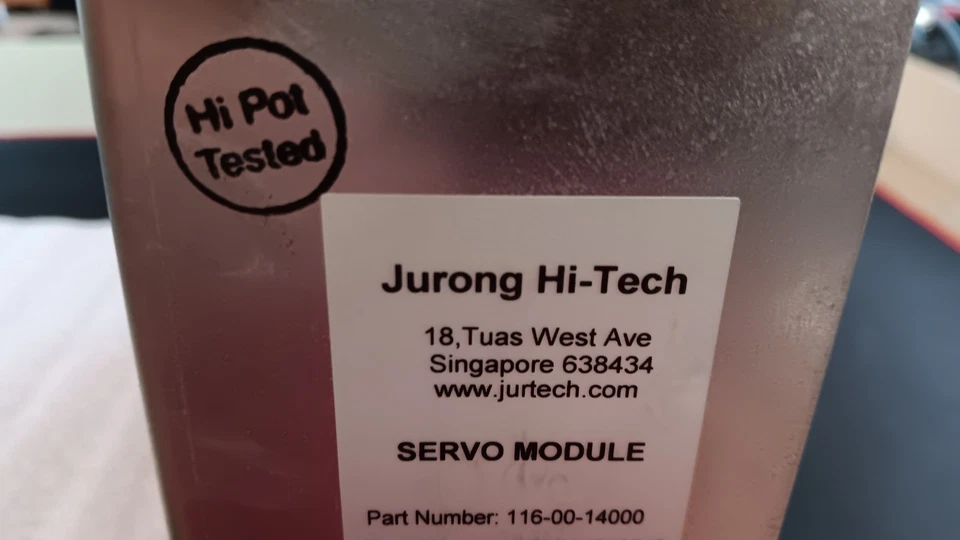 Hi Pot
Tested
Jurong Hi-Tech
18,Tuas West Ave
Singapore 638434
www.jurtech.com
SERVO MODULE
Part Number: 116-00-14000